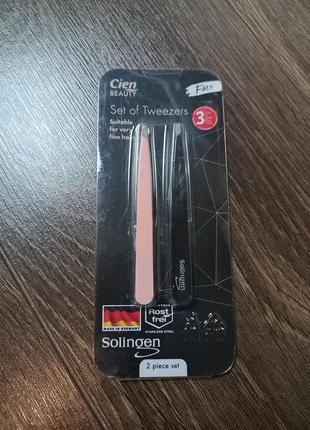 Cien
BEAUTY
Face
Set of Tweezers
Suitable
for very
fine
3
Solingen
MADE IN GERMANY
Rost
frei
STAINLESS STEEL
Solingen
2 piece set